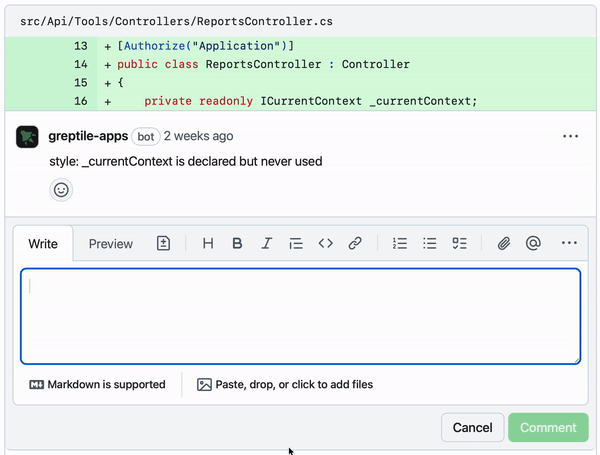 src/Api/Tools/Controllers/ReportsController.cs
13 + [Authorize("Application")]
14 + public class ReportsController : Controller
15 + {
16 + private readonly ICurrentContext _currentContext;
greptile-apps bot 2 weeks ago
style: _currentContext is declared but never used
Write Preview
Markdown is supported Paste, drop, or click to add files
Cancel Comment